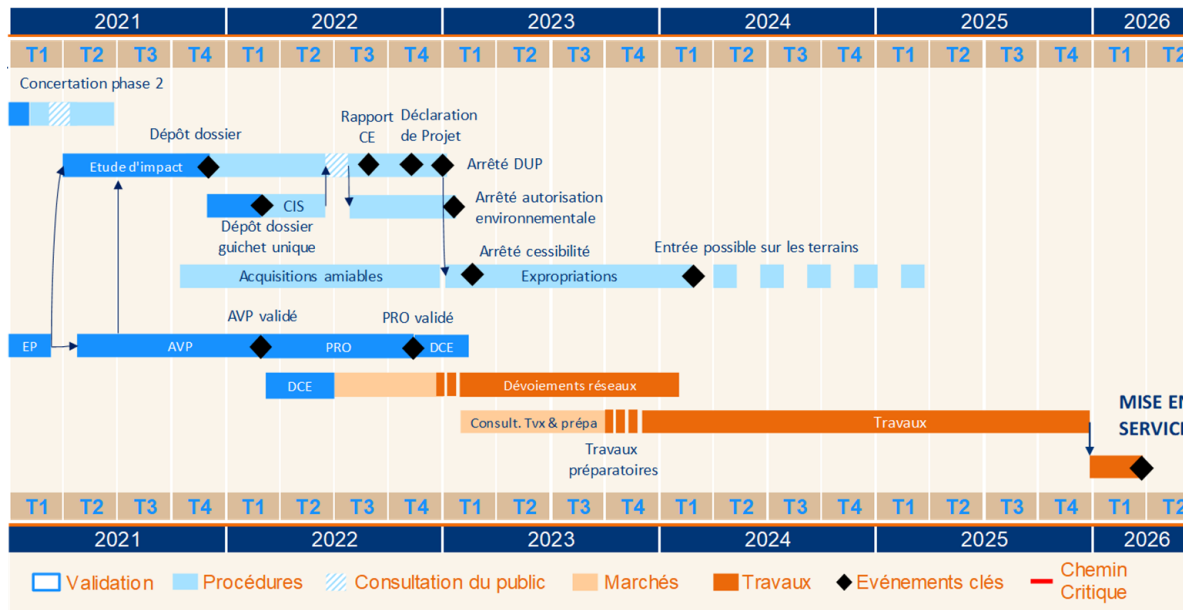 2021 2022 2023 2024 2025 2026
T1 T2 T3 T4 T1 T2 T3 T4 T1 T2 T3 T4 T1 T2 T3 T4 T1 T2 T3 T4 T1 T2
Concertation phase 2
Dépôt dossier
Rapport
CE
Déclaration
de Projet
Etude d'impact
Arrêté DUP
CIS
Arrêté autorisation
environnementale
Dépôt dossier
guichet unique
Arrêté cessibilité
Entrée possible sur les terrains
Acquisitions amiables
Expropriations
AVP validé
PRO validé
EP
AVP
PRO
DCE
DCE
Dévoiements réseaux
MISE EN
SERVIC
Consult. Tvx & prépa
Travaux
Travaux
préparatoires
T1 T2 T3 T4 T1 T2 T3 T4 T1 T2 T3 T4 T1 T2 T3 T4 T1 T2 T3 T4 T1 T2
2021 2022 2023 2024 2025 2026
Validation
Procédures
Consultation du public
Marchés
Travaux
Evénements clés
Chemin
Critique